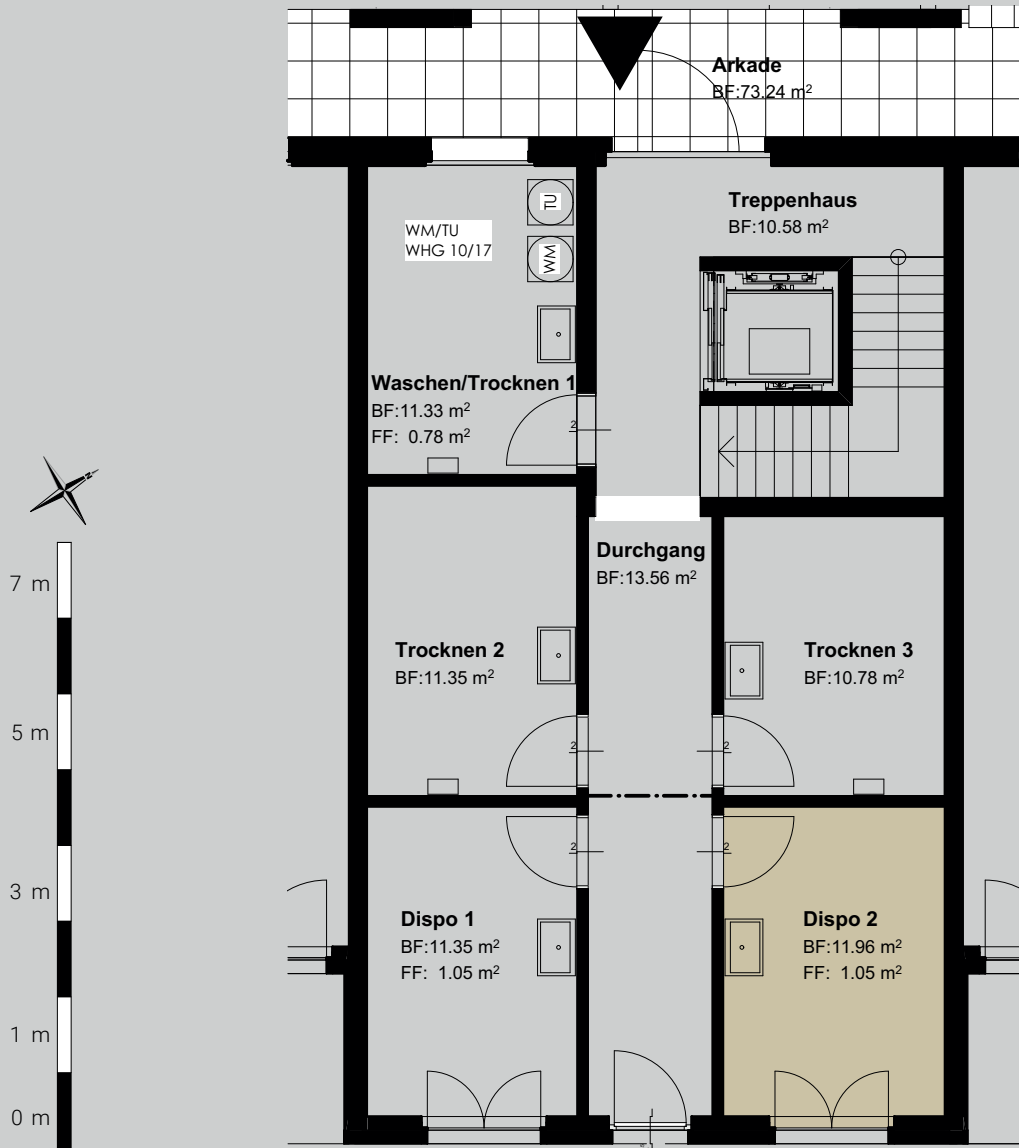 Arkade
BF:73.24 m²
Treppenhaus
BF:10.58 m²
TU
WM/TU
WHG 10/17
WM
Waschen/Trocknen 1
BF:11.33 m²
FF: 0.78 m²
2
N
Durchgang
BF:13.56 m²
7 m
Trocknen 2
BF:11.35 m²
Trocknen 3
BF:10.78 m²
5 m
2
2
2
2
3 m
Dispo 1
BF:11.35 m²
FF: 1.05 m²
Dispo 2
BF:11.96 m²
FF: 1.05 m²
1 m
0 m